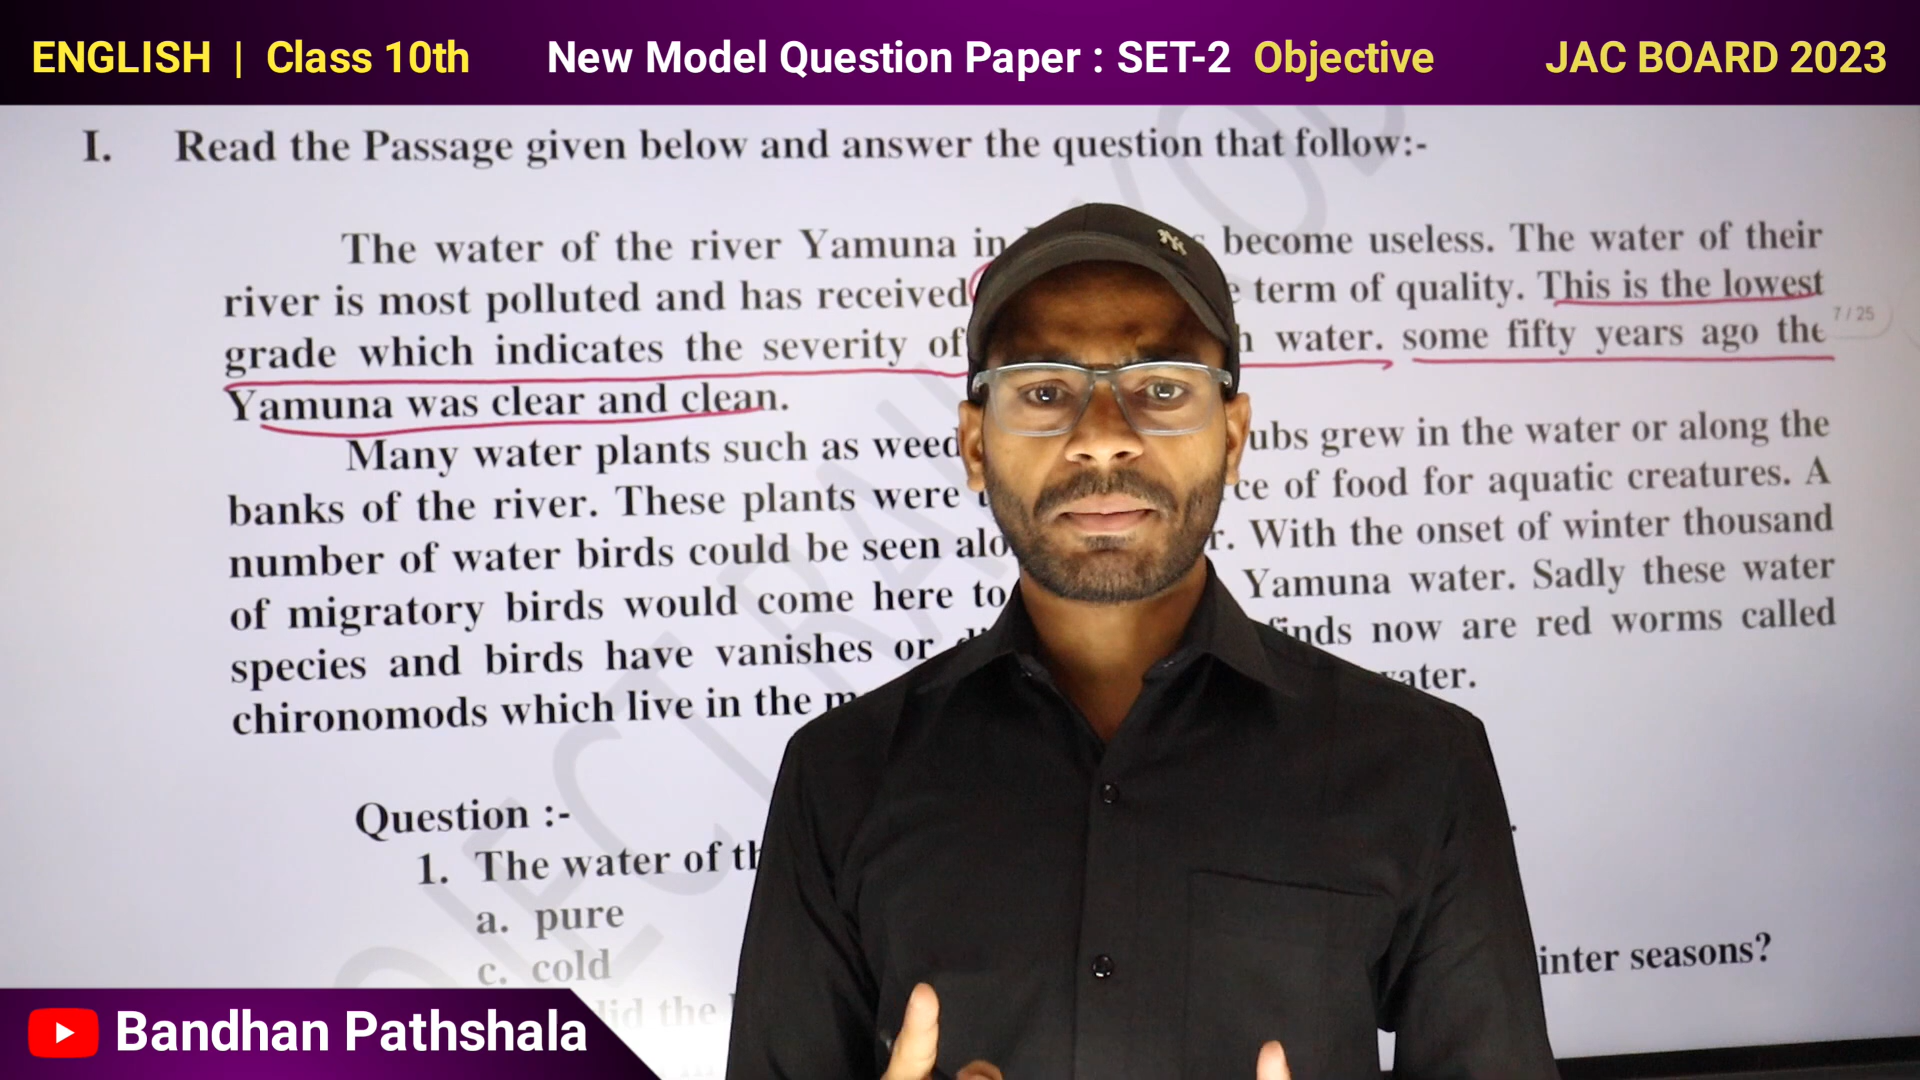 ENGLISH | Class 10th New Model Question Paper : SET-2 Objective JAC BOARD 2023
I. Read the Passage given below and answer the question that follow:-
The water of the river Yamuna in become useless. The water of their
river is most polluted and has received term of quality. This is the lowest
grade which indicates the severity of water. some fifty years ago the
7 / 25
Yamuna was clear and clean.
Many water plants such as weed grew in the water or along the
banks of the river. These plants were of food for aquatic creatures. A
number of water birds could be seen With the onset of winter thousand
of migratory birds would come here to Yamuna water. Sadly these water
species and birds have vanishes or now are red worms called
chironomods which live in the water.
Question :-
1. The water of
a. pure
c. cold
did the seasons?
Bandhan Pathshala